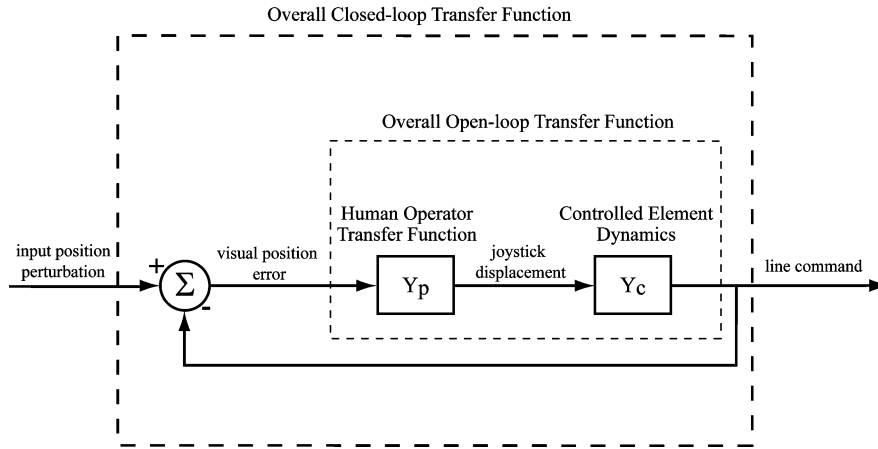 Overall Closed-loop Transfer Function
Overall Open-loop Transfer Function
Human Operator
Transfer Function
Controlled Element
Dynamics
input position
perturbation
visual position
error
joystick
displacement
line command
+
Σ
-
Yp
Yc